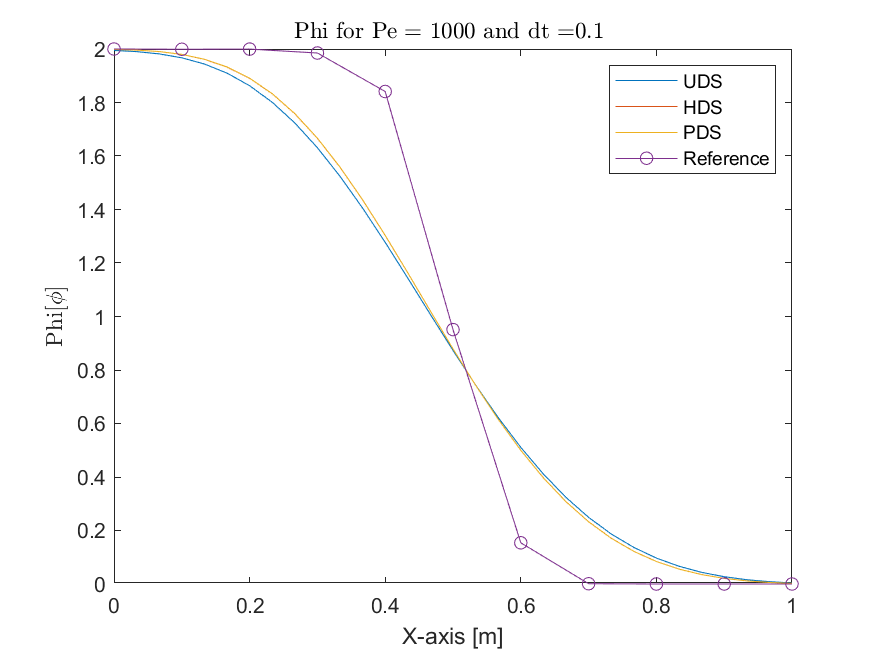 Phi for Pe = 1000 and dt =0.1
UDS
HDS
PDS
Reference
Phi[ϕ]
2
1.8
1.6
1.4
1.2
1
0.8
0.6
0.4
0.2
0
0 0.2 0.4 0.6 0.8 1
X-axis [m]